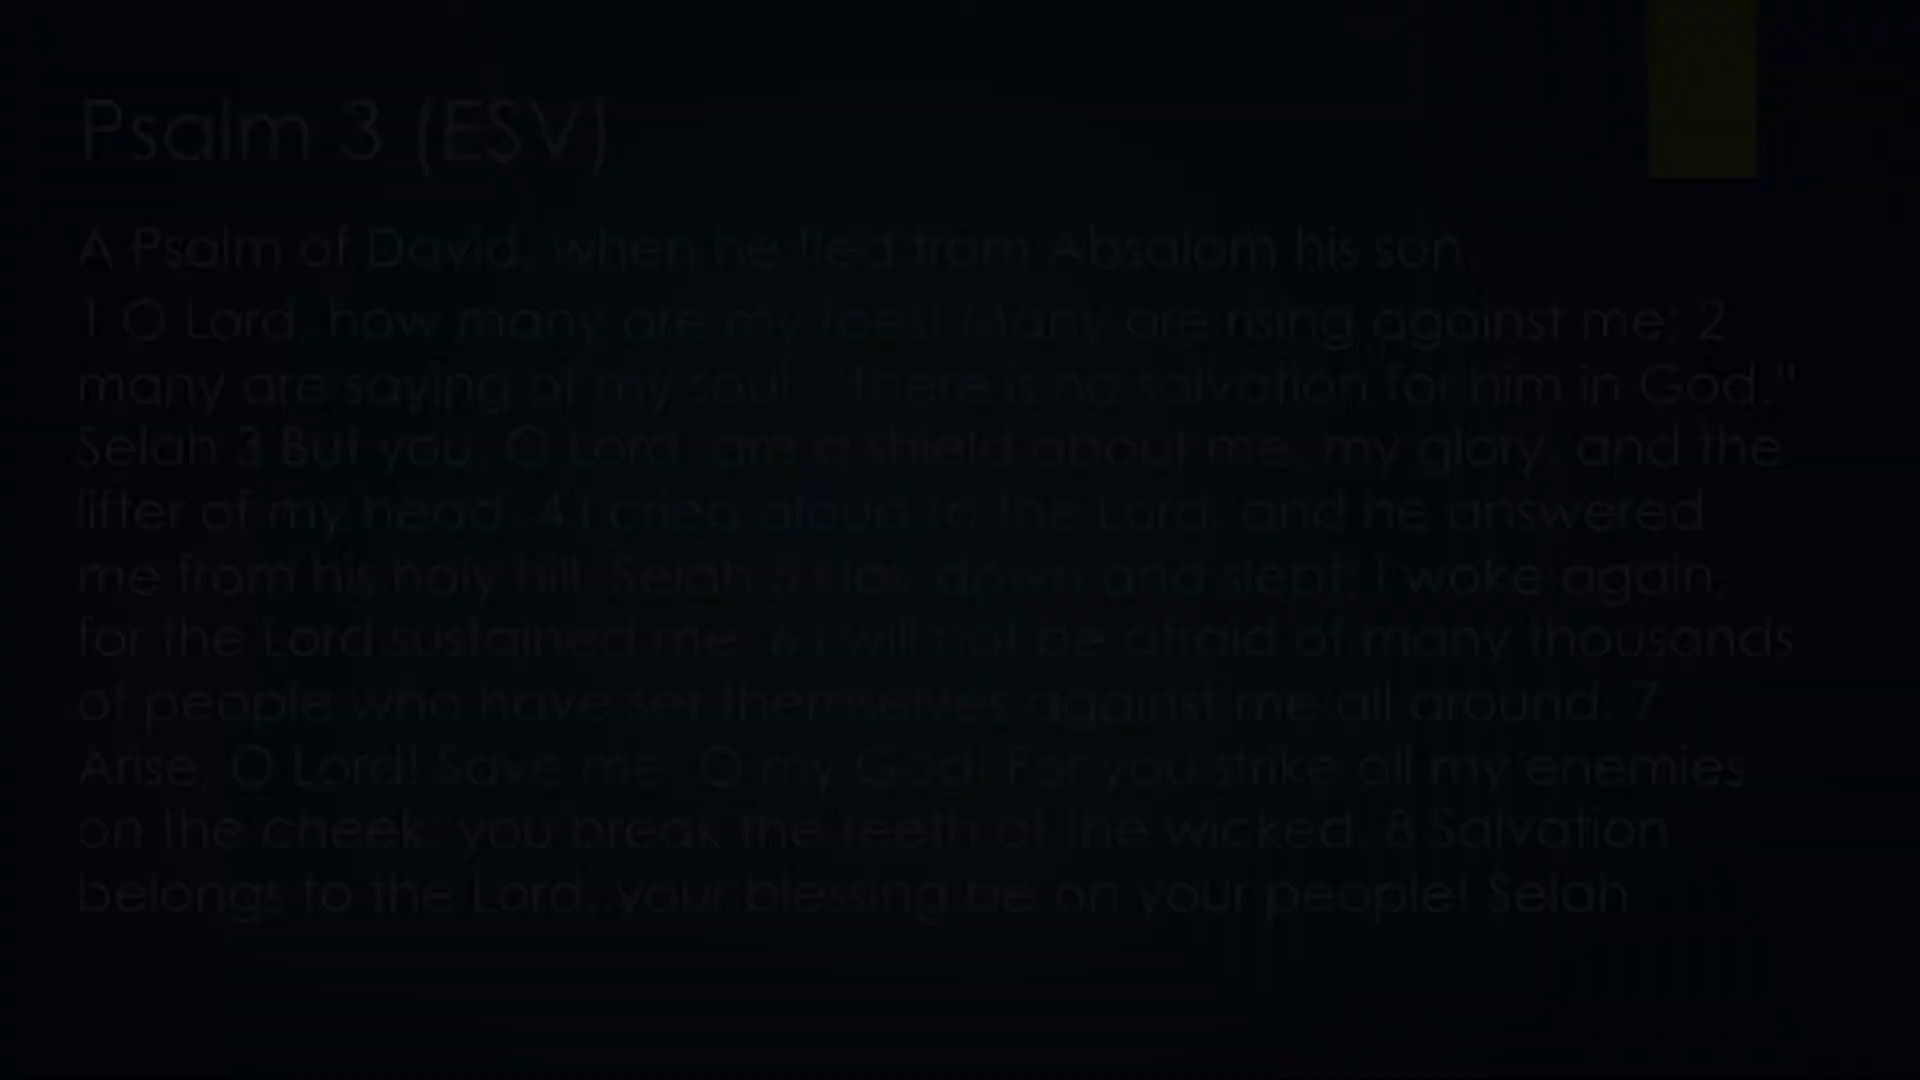 Psalm 3 (ESV)
A Psalm of David, when he fled from Absalom his son.
1 O Lord, how many are my foes! Many are rising against me; 2
many are saying of my soul, "There is no salvation for him in God."
Selah 3 But you, O Lord, are a shield about me, my glory, and the
lifter of my head. 4 I cried aloud to the Lord, and he answered
me from his holy hill. Selah 5 I lay down and slept; I woke again,
for the Lord sustained me. 6 I will not be afraid of many thousands
of people who have set themselves against me all around. 7
Arise, O Lord! Save me, O my God! For you strike all my enemies
on the cheek; you break the teeth of the wicked. 8 Salvation
belongs to the Lord; your blessing be on your people! Selah